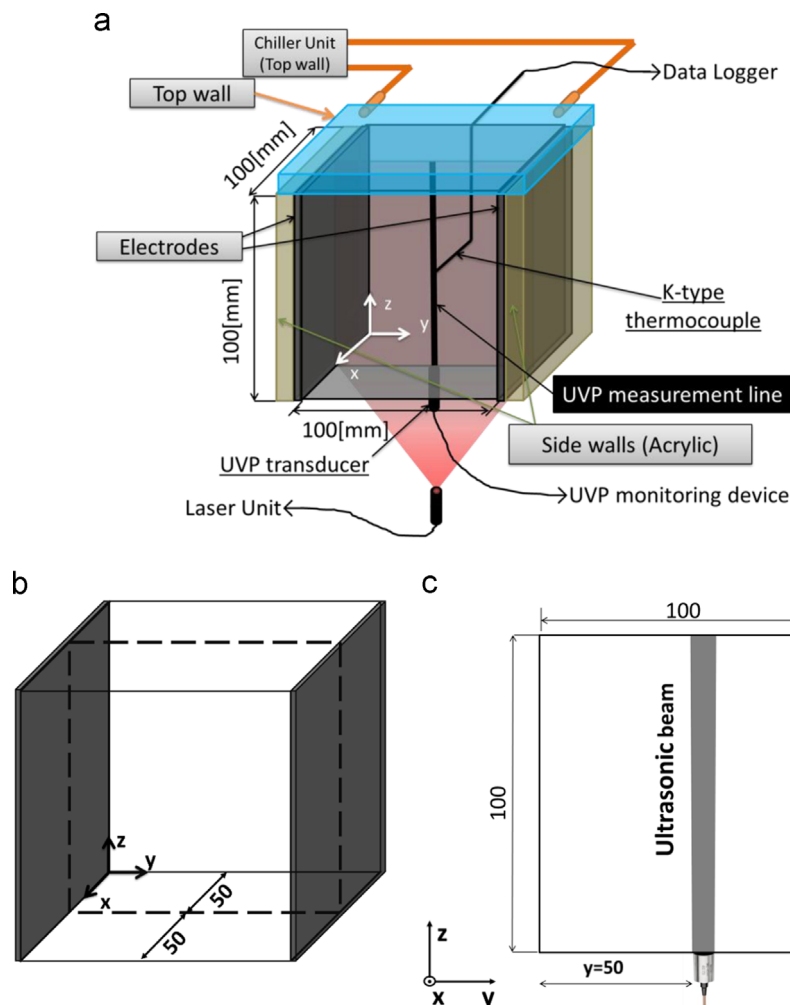 a
Chiller Unit
(Top wall)
Data Logger
Top wall
100[mm]
Electrodes
100[mm]
z
y
x
K-type
thermocouple
UVP measurement line
100[mm]
Side walls (Acrylic)
UVP transducer
Laser Unit
UVP monitoring device
b
z
y
x
50
50
c
100
100
Ultrasonic beam
z
x
y
y=50